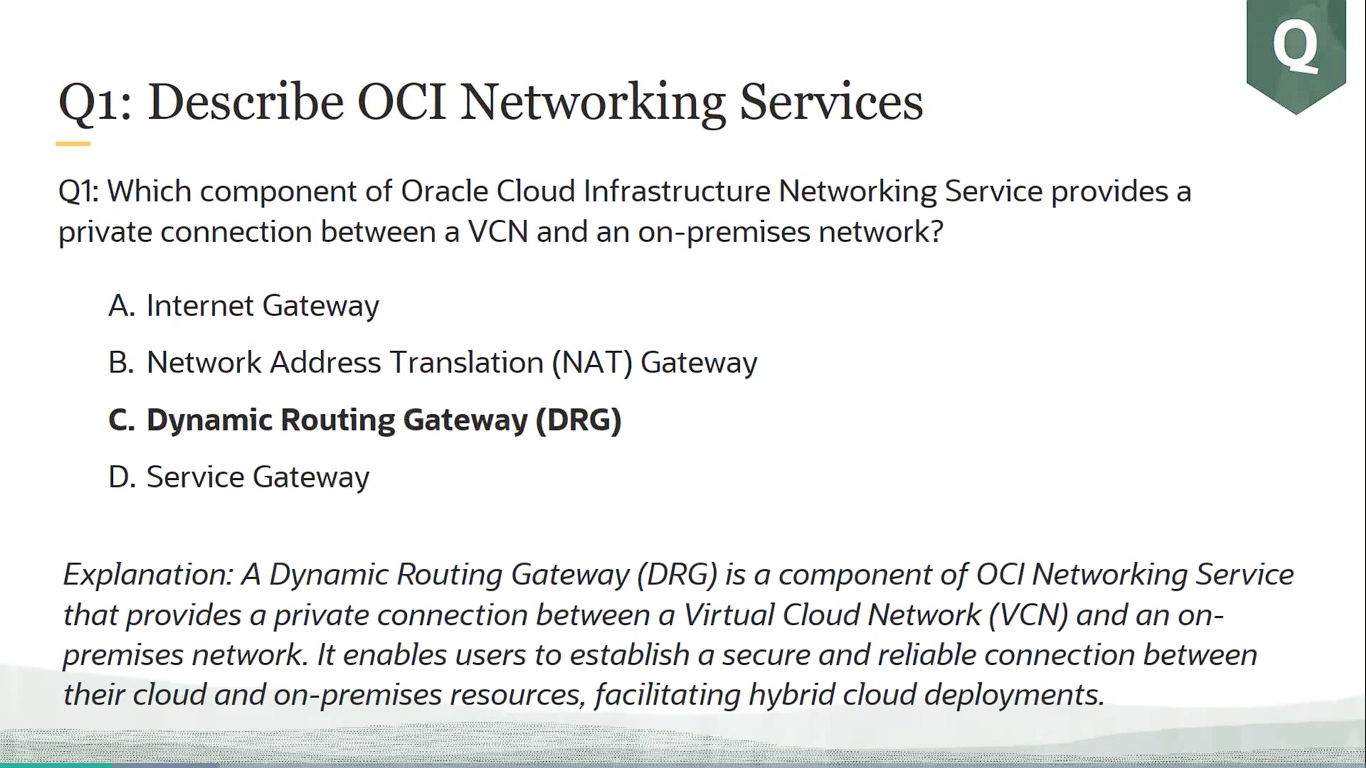 Q
Q1: Describe OCI Networking Services
Q1: Which component of Oracle Cloud Infrastructure Networking Service provides a
private connection between a VCN and an on-premises network?
A. Internet Gateway
B. Network Address Translation (NAT) Gateway
C. Dynamic Routing Gateway (DRG)
D. Service Gateway
Explanation: A Dynamic Routing Gateway (DRG) is a component of OCI Networking Service
that provides a private connection between a Virtual Cloud Network (VCN) and an on-
premises network. It enables users to establish a secure and reliable connection between
their cloud and on-premises resources, facilitating hybrid cloud deployments.